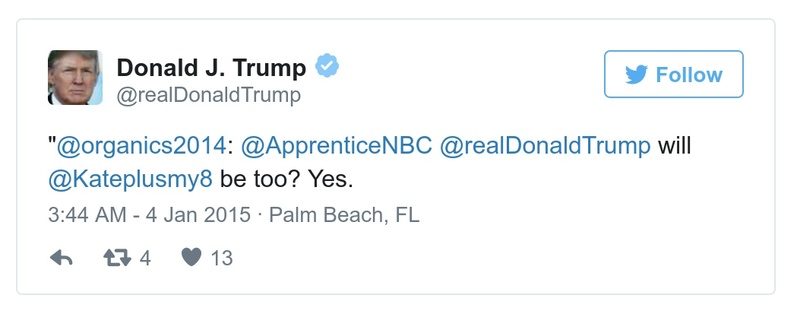 Donald J. Trump
@realDonaldTrump
Follow
"@organics2014: @ApprenticeNBC @realDonaldTrump will
@Kateplusmy8 be too? Yes.
3:44 AM - 4 Jan 2015 · Palm Beach, FL
4 13